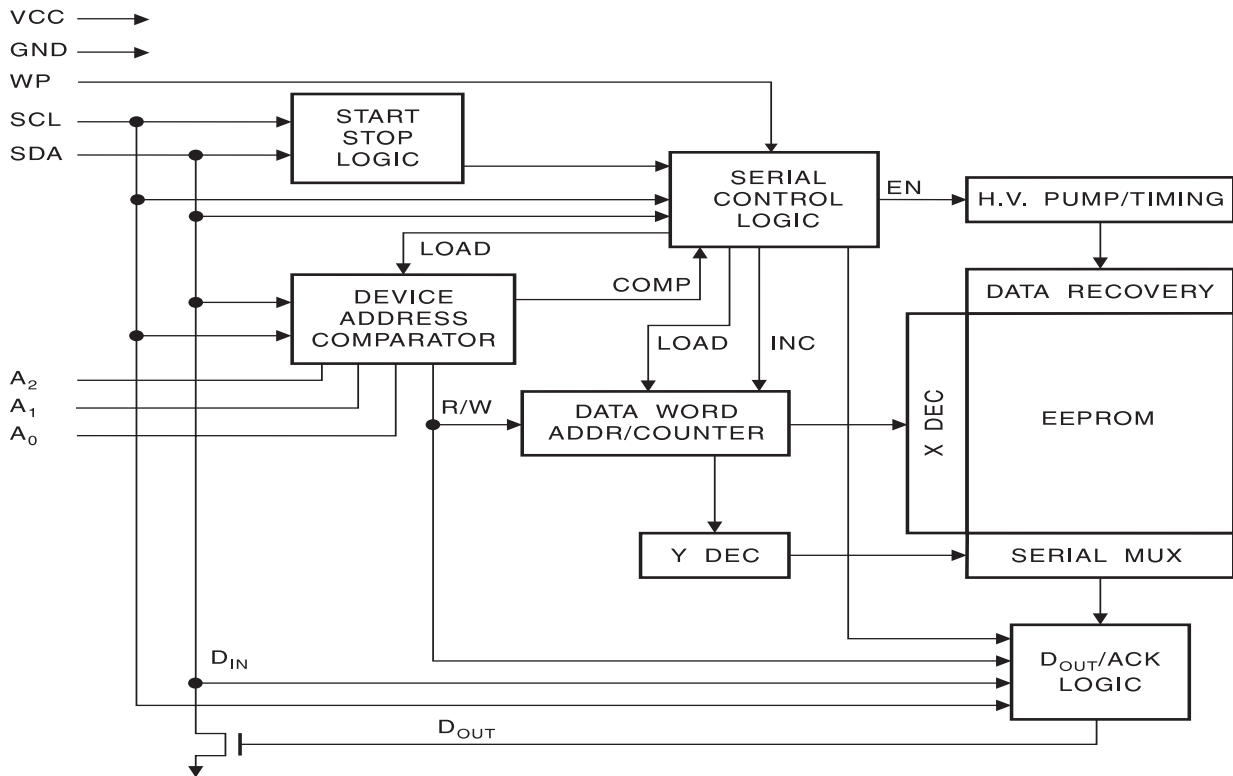 VCC
GND
WP
SCL
SDA
START
STOP
LOGIC
SERIAL
CONTROL
LOGIC
EN
H.V. PUMP/TIMING
LOAD
COMP
DEVICE
ADDRESS
COMPARATOR
DATA RECOVERY
LOAD
INC
A2
A1
A0
R/W
DATA WORD
ADDR/COUNTER
X DEC
EEPROM
Y DEC
SERIAL MUX
DIN
DOUT/ACK
LOGIC
DOUT